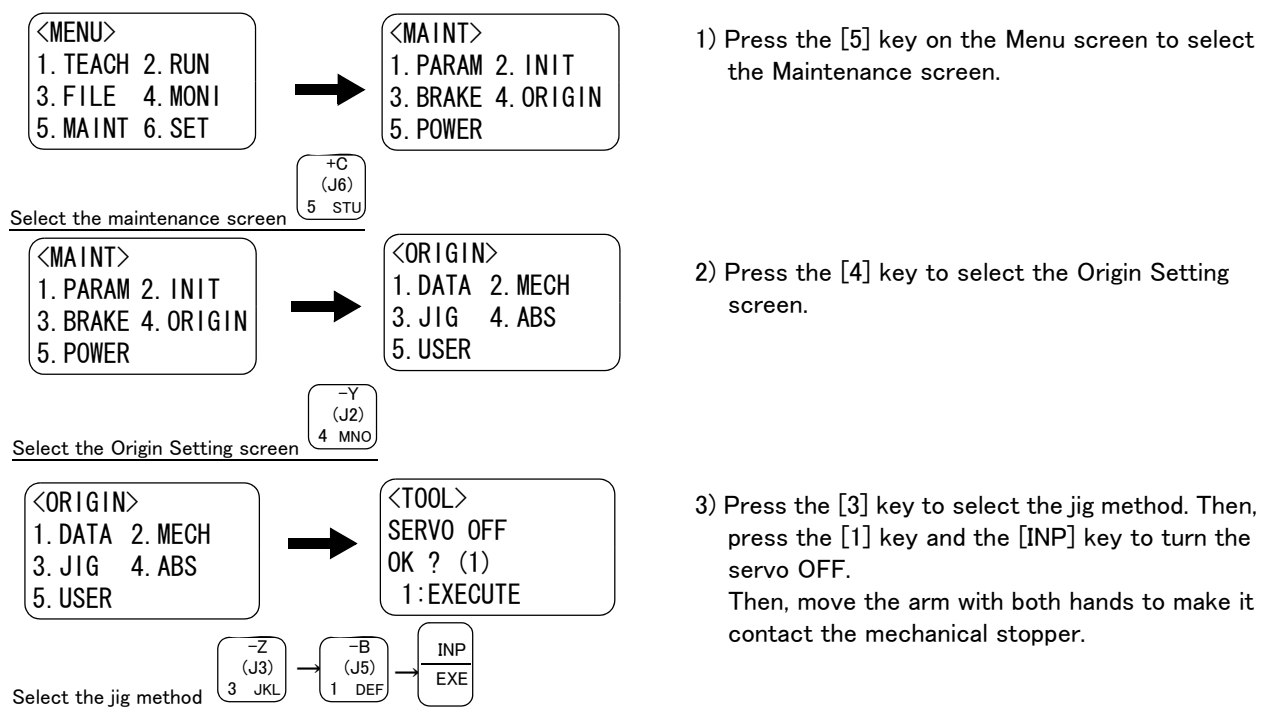 <MENU>
1. TEACH 2. RUN
3. FILE 4. MONI
5. MAINT 6. SET
<MAINT>
1. PARAM 2. INIT
3. BRAKE 4. ORIGIN
5. POWER
1) Press the [5] key on the Menu screen to select
the Maintenance screen.
+C
(J6)
5 STU
Select the maintenance screen
<MAINT>
1. PARAM 2. INIT
3. BRAKE 4. ORIGIN
5. POWER
<ORIGIN>
1. DATA 2. MECH
3. JIG 4. ABS
5. USER
2) Press the [4] key to select the Origin Setting
screen.
−Y
(J2)
4 MNO
Select the Origin Setting screen
<ORIGIN>
1. DATA 2. MECH
3. JIG 4. ABS
5. USER
<TOOL>
SERVO OFF
OK ? (1)
1:EXECUTE
3) Press the [3] key to select the jig method. Then,
press the [1] key and the [INP] key to turn the
servo OFF.
Then, move the arm with both hands to make it
contact the mechanical stopper.
−Z
(J3)
3 JKL
→
−B
(J5)
1 DEF
→
INP
EXE
Select the jig method